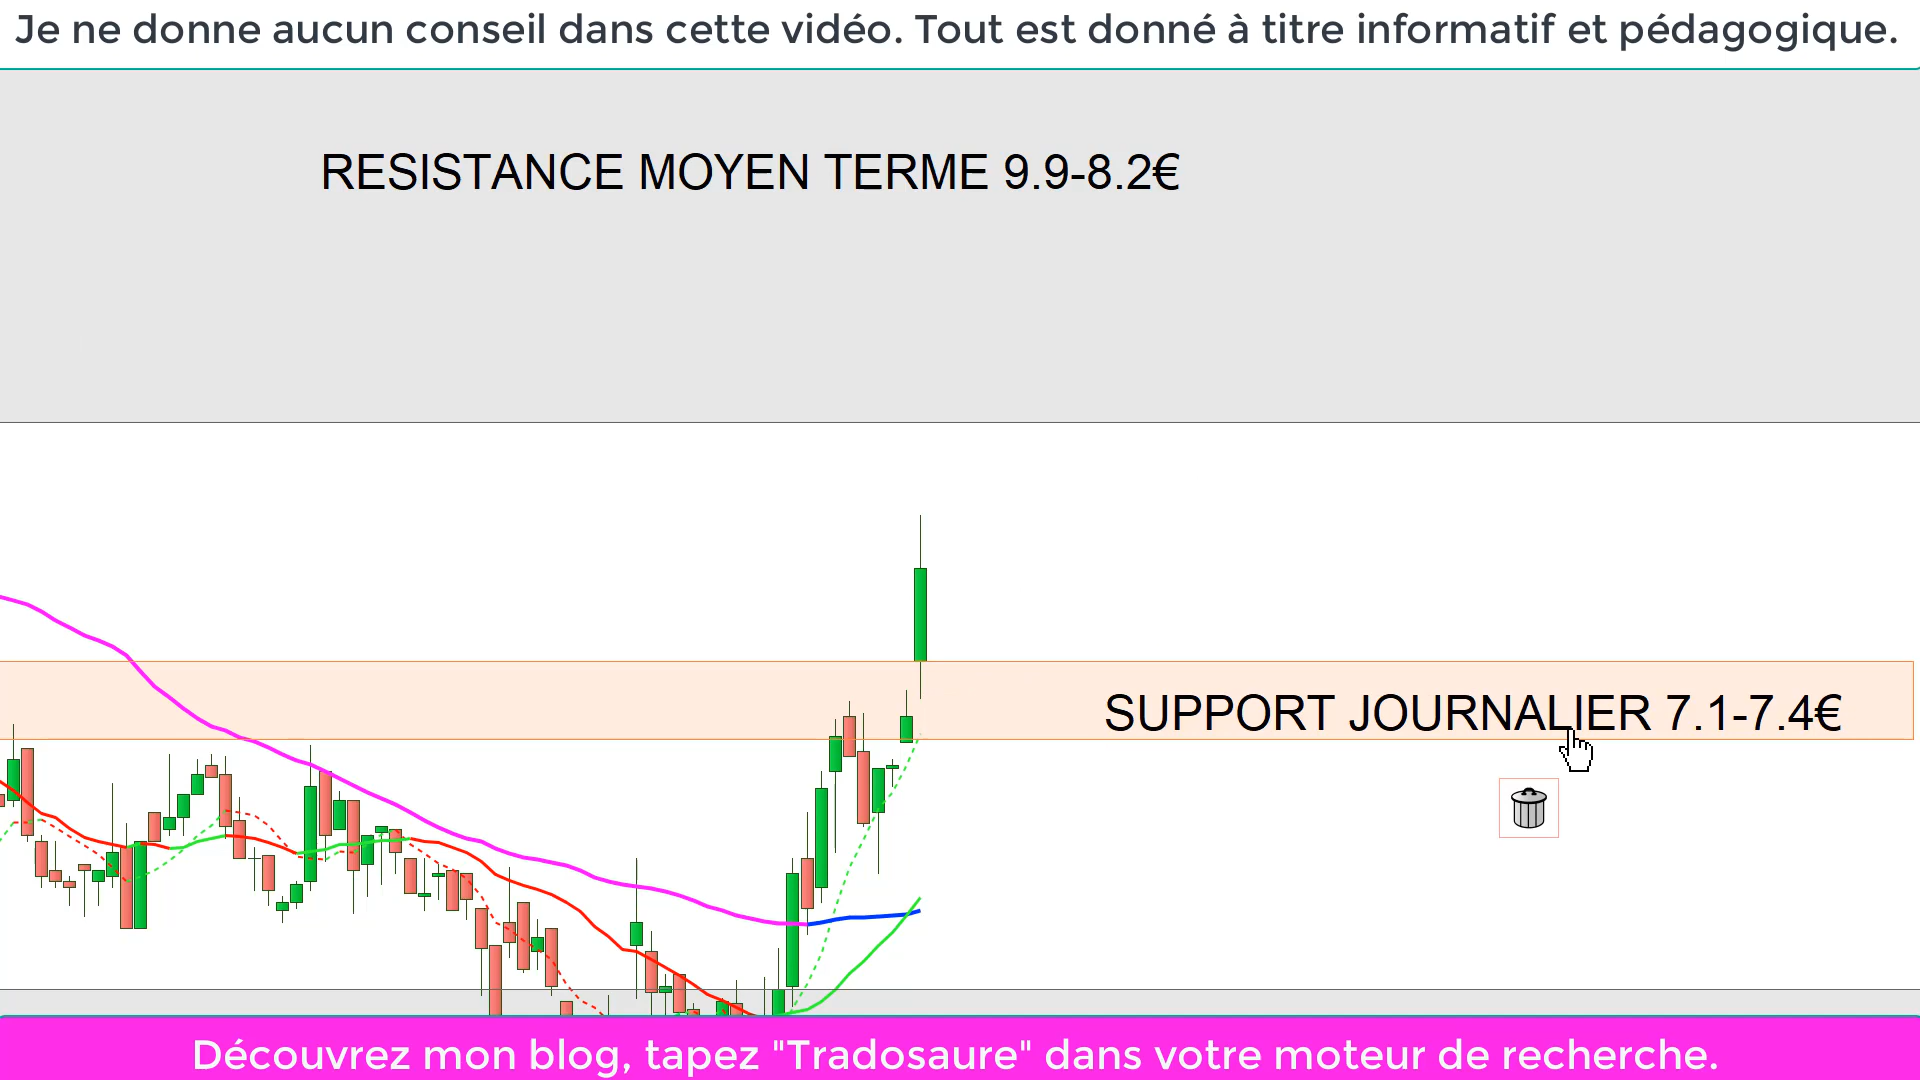 Je ne donne aucun conseil dans cette vidéo. Tout est donné à titre informatif et pédagogique.
RESISTANCE MOYEN TERME 9.9-8.2€
SUPPORT JOURNALIER 7.1-7.4€
Découvrez mon blog, tapez "Tradosaure" dans votre moteur de recherche.